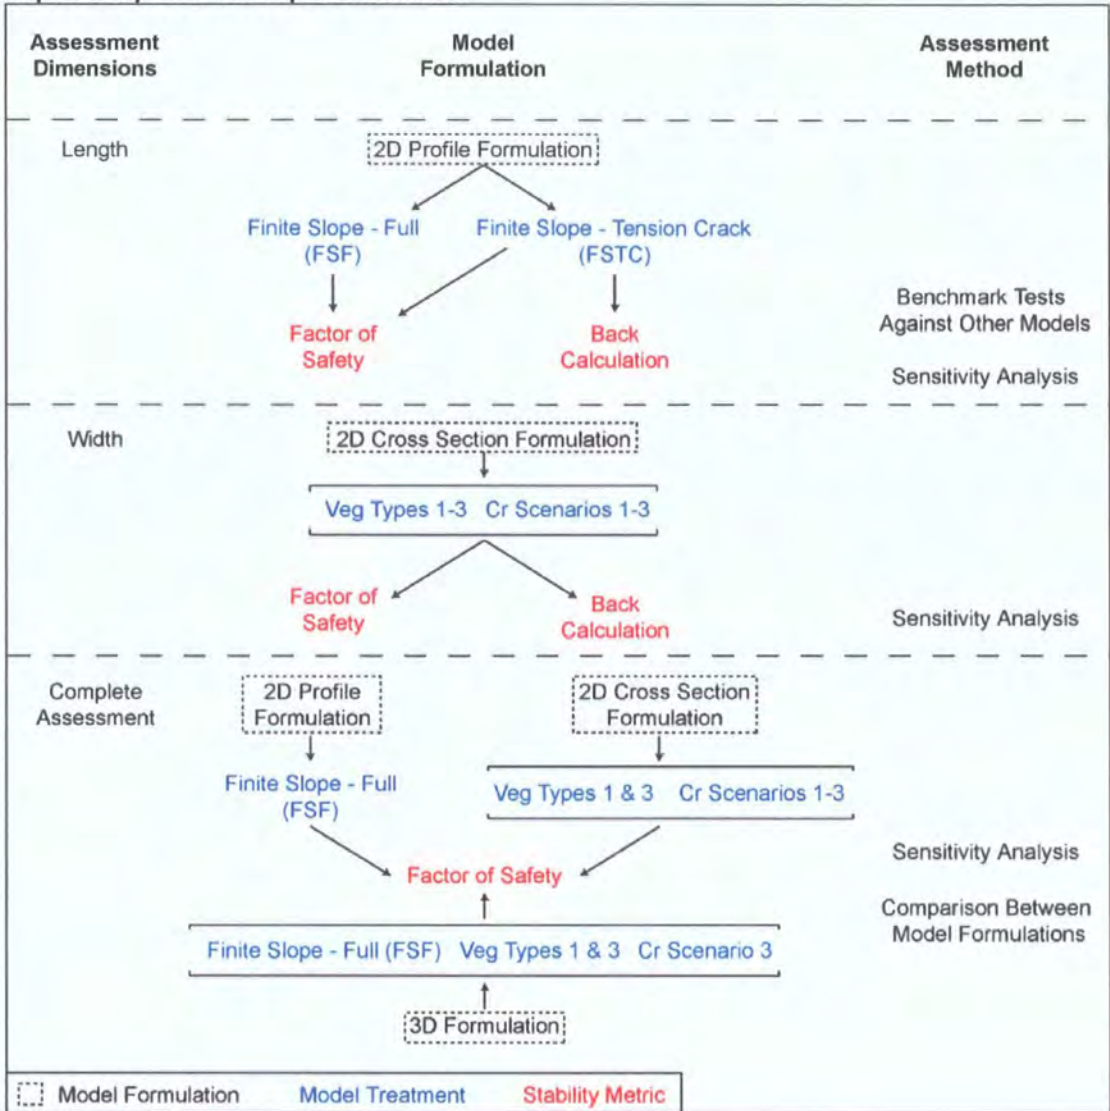 Assessment
Dimensions
Model
Formulation
Assessment
Method
Length
2D Profile Formulation
Finite Slope - Full
(FSF)
Finite Slope - Tension Crack
(FSTC)
Factor of
Safety
Back
Calculation
Benchmark Tests
Against Other Models
Sensitivity Analysis
Width
2D Cross Section Formulation
Veg Types 1-3 Cr Scenarios 1-3
Factor of
Safety
Back
Calculation
Sensitivity Analysis
Complete
Assessment
2D Profile
Formulation
2D Cross Section
Formulation
Finite Slope - Full
(FSF)
Veg Types 1 & 3 Cr Scenarios 1-3
Factor of Safety
Sensitivity Analysis
Comparison Between
Model Formulations
Finite Slope - Full (FSF) Veg Types 1 & 3 Cr Scenario 3
3D Formulation
Model Formulation Model Treatment Stability Metric